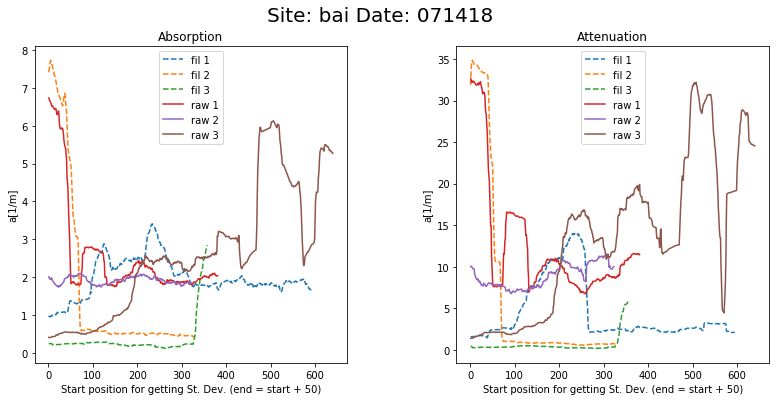 Site: bai Date: 071418
Absorption
8
7
6
5
4
3
2
1
0
a[1/m]
fil 1
fil 2
fil 3
raw 1
raw 2
raw 3
0 100 200 300 400 500 600
Start position for getting St. Dev. (end = start + 50)
Attenuation
35
30
25
20
15
10
5
0
a[1/m]
fil 1
fil 2
fil 3
raw 1
raw 2
raw 3
0 100 200 300 400 500 600
Start position for getting St. Dev. (end = start + 50)